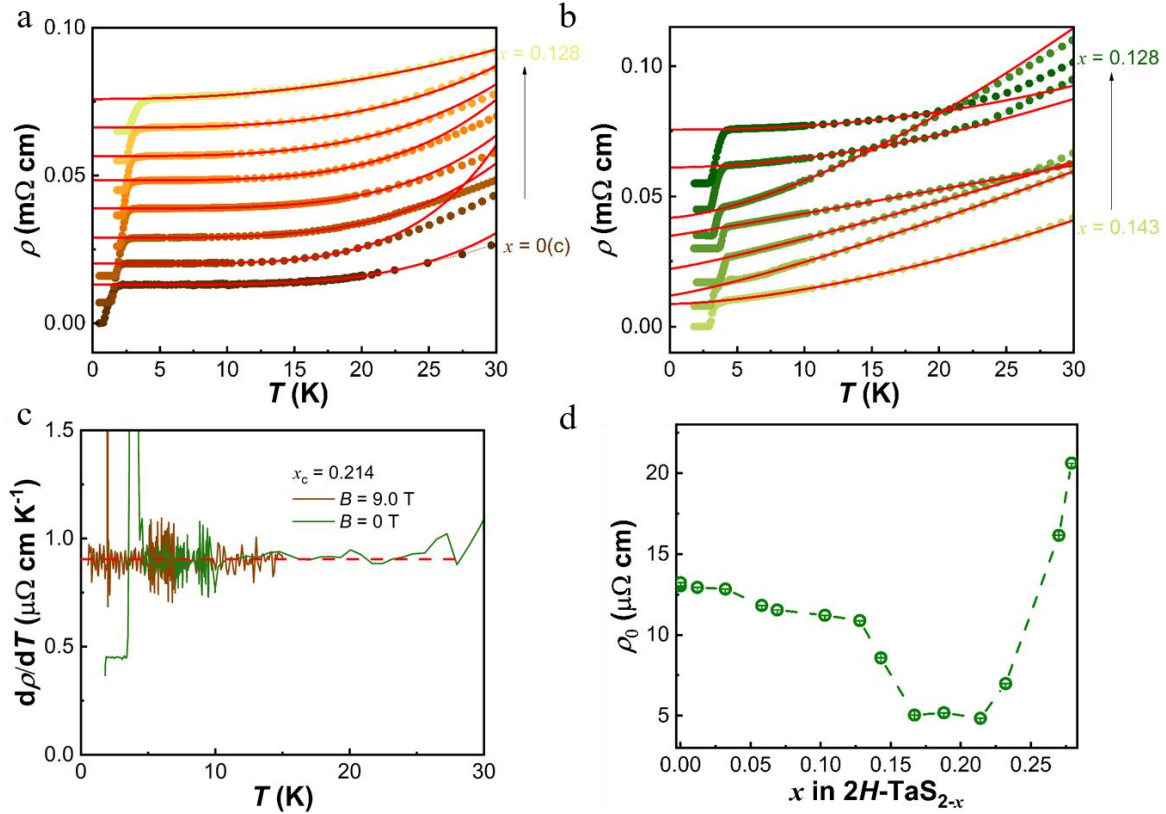 a
0.10
0.05
0.00
ρ (mΩ cm)
x = 0.128
x = 0(c)
0 5 10 15 20 25 30
T (K)
b
0.10
0.05
0.00
ρ (mΩ cm)
x = 0.128
x = 0.143
0 5 10 15 20 25 30
T (K)
c
1.5
1.0
0.5
0.0
dρ/dT (μΩ cm K⁻¹)
x_c = 0.214
B = 9.0 T
B = 0 T
0 10 20 30
T (K)
d
20
15
10
5
ρ₀ (μΩ cm)
0.00 0.05 0.10 0.15 0.20 0.25
x in 2H-TaS₂₋ₓ